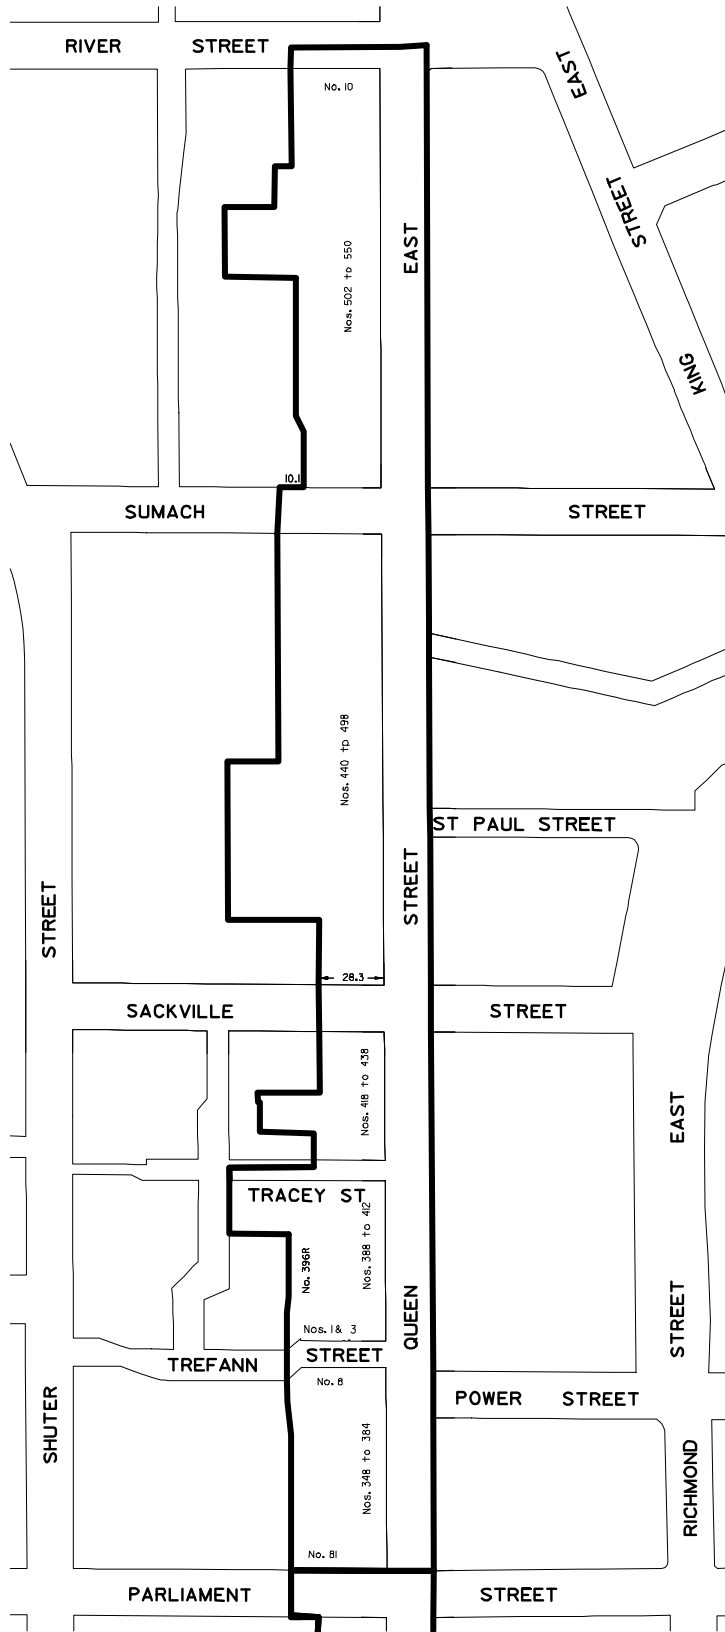 RIVER STREET
EAST
No. 10
STREET
EAST
Nos. 502 to 550
KING
10.1
SUMACH STREET
Nos. 440 tp 498
ST PAUL STREET
STREET
STREET
28.3
SACKVILLE STREET
Nos. 418 to 438
EAST
TRACEY ST
Nos. 388 to 412
No. 396R
QUEEN
STREET
Nos. 1 & 3
TREFANN STREET
No. 8
POWER STREET
SHUTER
Nos. 348 to 384
RICHMOND
No. 81
PARLIAMENT STREET